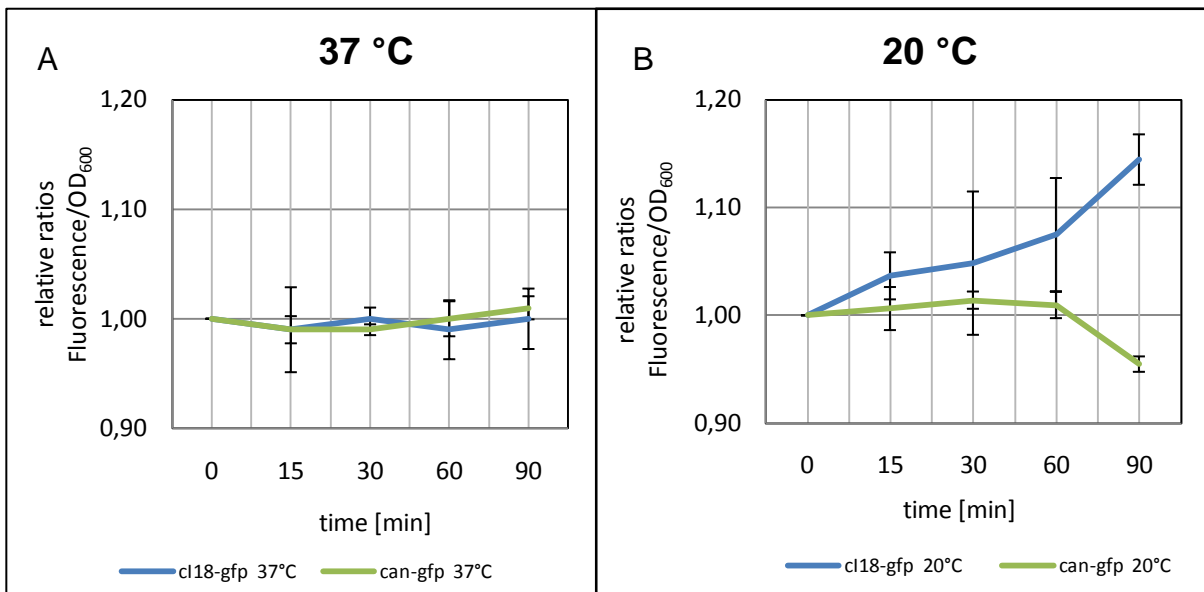 A
37 °C
relative ratios
Fluorescence/OD600
1,20
1,10
1,00
0,90
0
15
30
60
90
time [min]
cI18-gfp 37°C
can-gfp 37°C
B
20 °C
relative ratios
Fluorescence/OD600
1,20
1,10
1,00
0,90
0
15
30
60
90
time [min]
cI18-gfp 20°C
can-gfp 20°C